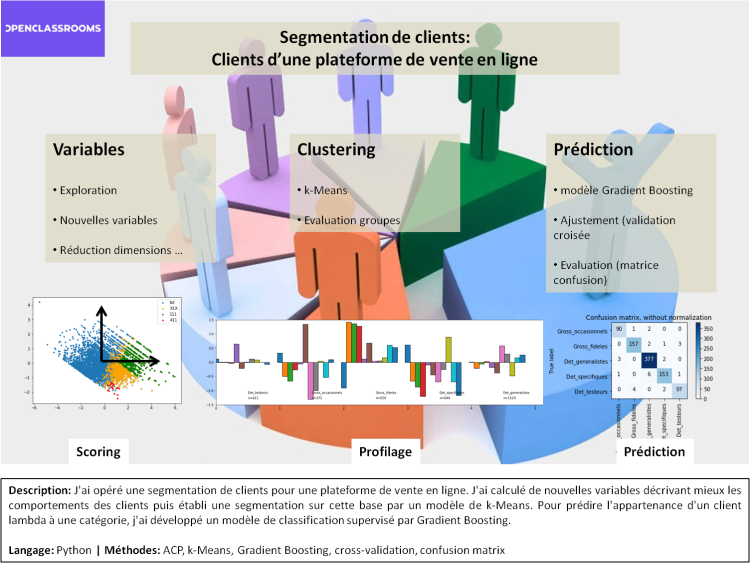 OPENCLASSROOMS
Segmentation de clients:
Clients d’une plateforme de vente en ligne
Variables
• Exploration
• Nouvelles variables
• Réduction dimensions ...
Clustering
• k-Means
• Evaluation groupes
Prédiction
• modèle Gradient Boosting
• Ajustement (validation
croisée
• Evaluation (matrice
confusion)
Confusion matrix, without normalization
True label
Gross_occasionnels 90 1 2 0 0
Gross_fideles 0 157 2 1 3
Det_generalistes 3 0 377 2 0
Det_specifiques 1 0 6 153 1
Det_testeurs 0 4 0 2 97
350
300
250
200
150
100
50
0
Det_testeurs
Scoring
Profilage
Prédiction
Description: J'ai opéré une segmentation de clients pour une plateforme de vente en ligne. J'ai calculé de nouvelles variables décrivant mieux les
comportements des clients puis établi une segmentation sur cette base par un modèle de k-Means. Pour prédire l'appartenance d'un client
lambda à une catégorie, j'ai développé un modèle de classification supervisé par Gradient Boosting.
Langage: Python | Méthodes: ACP, k-Means, Gradient Boosting, cross-validation, confusion matrix